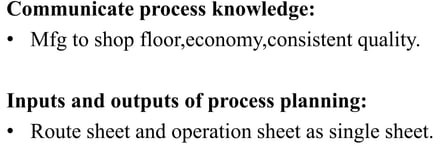 Communicate process knowledge:
• Mfg to shop floor,economy,consistent quality.
Inputs and outputs of process planning:
• Route sheet and operation sheet as single sheet.